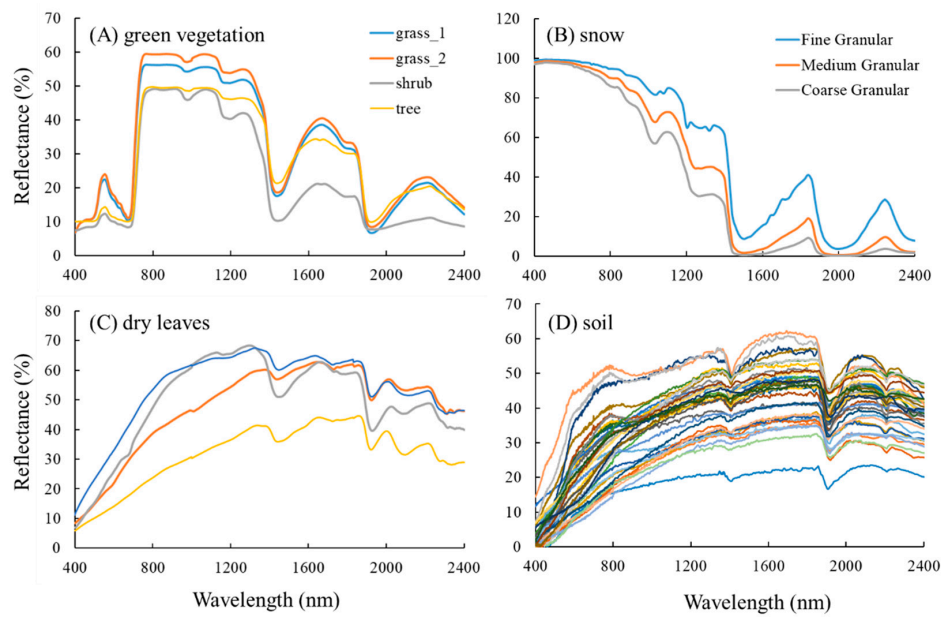 (A) green vegetation
grass_1
grass_2
shrub
tree
Reflectance (%)
70
60
50
40
30
20
10
0
400 800 1200 1600 2000 2400
(B) snow
Fine Granular
Medium Granular
Coarse Granular
120
100
80
60
40
20
0
400 800 1200 1600 2000 2400
(C) dry leaves
Reflectance (%)
80
70
60
50
40
30
20
10
0
400 800 1200 1600 2000 2400
Wavelength (nm)
(D) soil
70
60
50
40
30
20
10
0
400 800 1200 1600 2000 2400
Wavelength (nm)